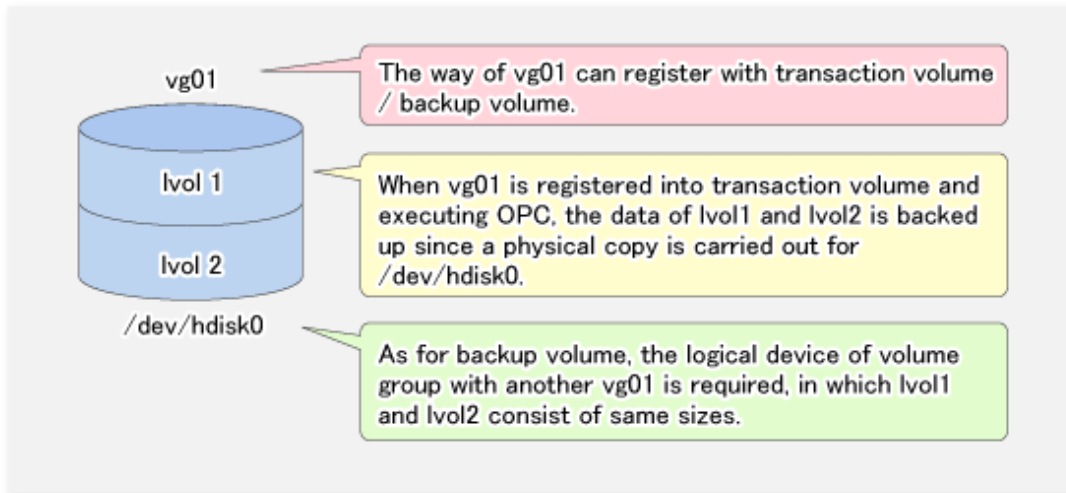 vg01
The way of vg01 can register with transaction volume
/ backup volume.
lvol 1
When vg01 is registered into transaction volume and
executing OPC, the data of lvol1 and lvol2 is backed
up since a physical copy is carried out for
/dev/hdisk0.
lvol 2
/dev/hdisk0
As for backup volume, the logical device of volume
group with another vg01 is required, in which lvol1
and lvol2 consist of same sizes.